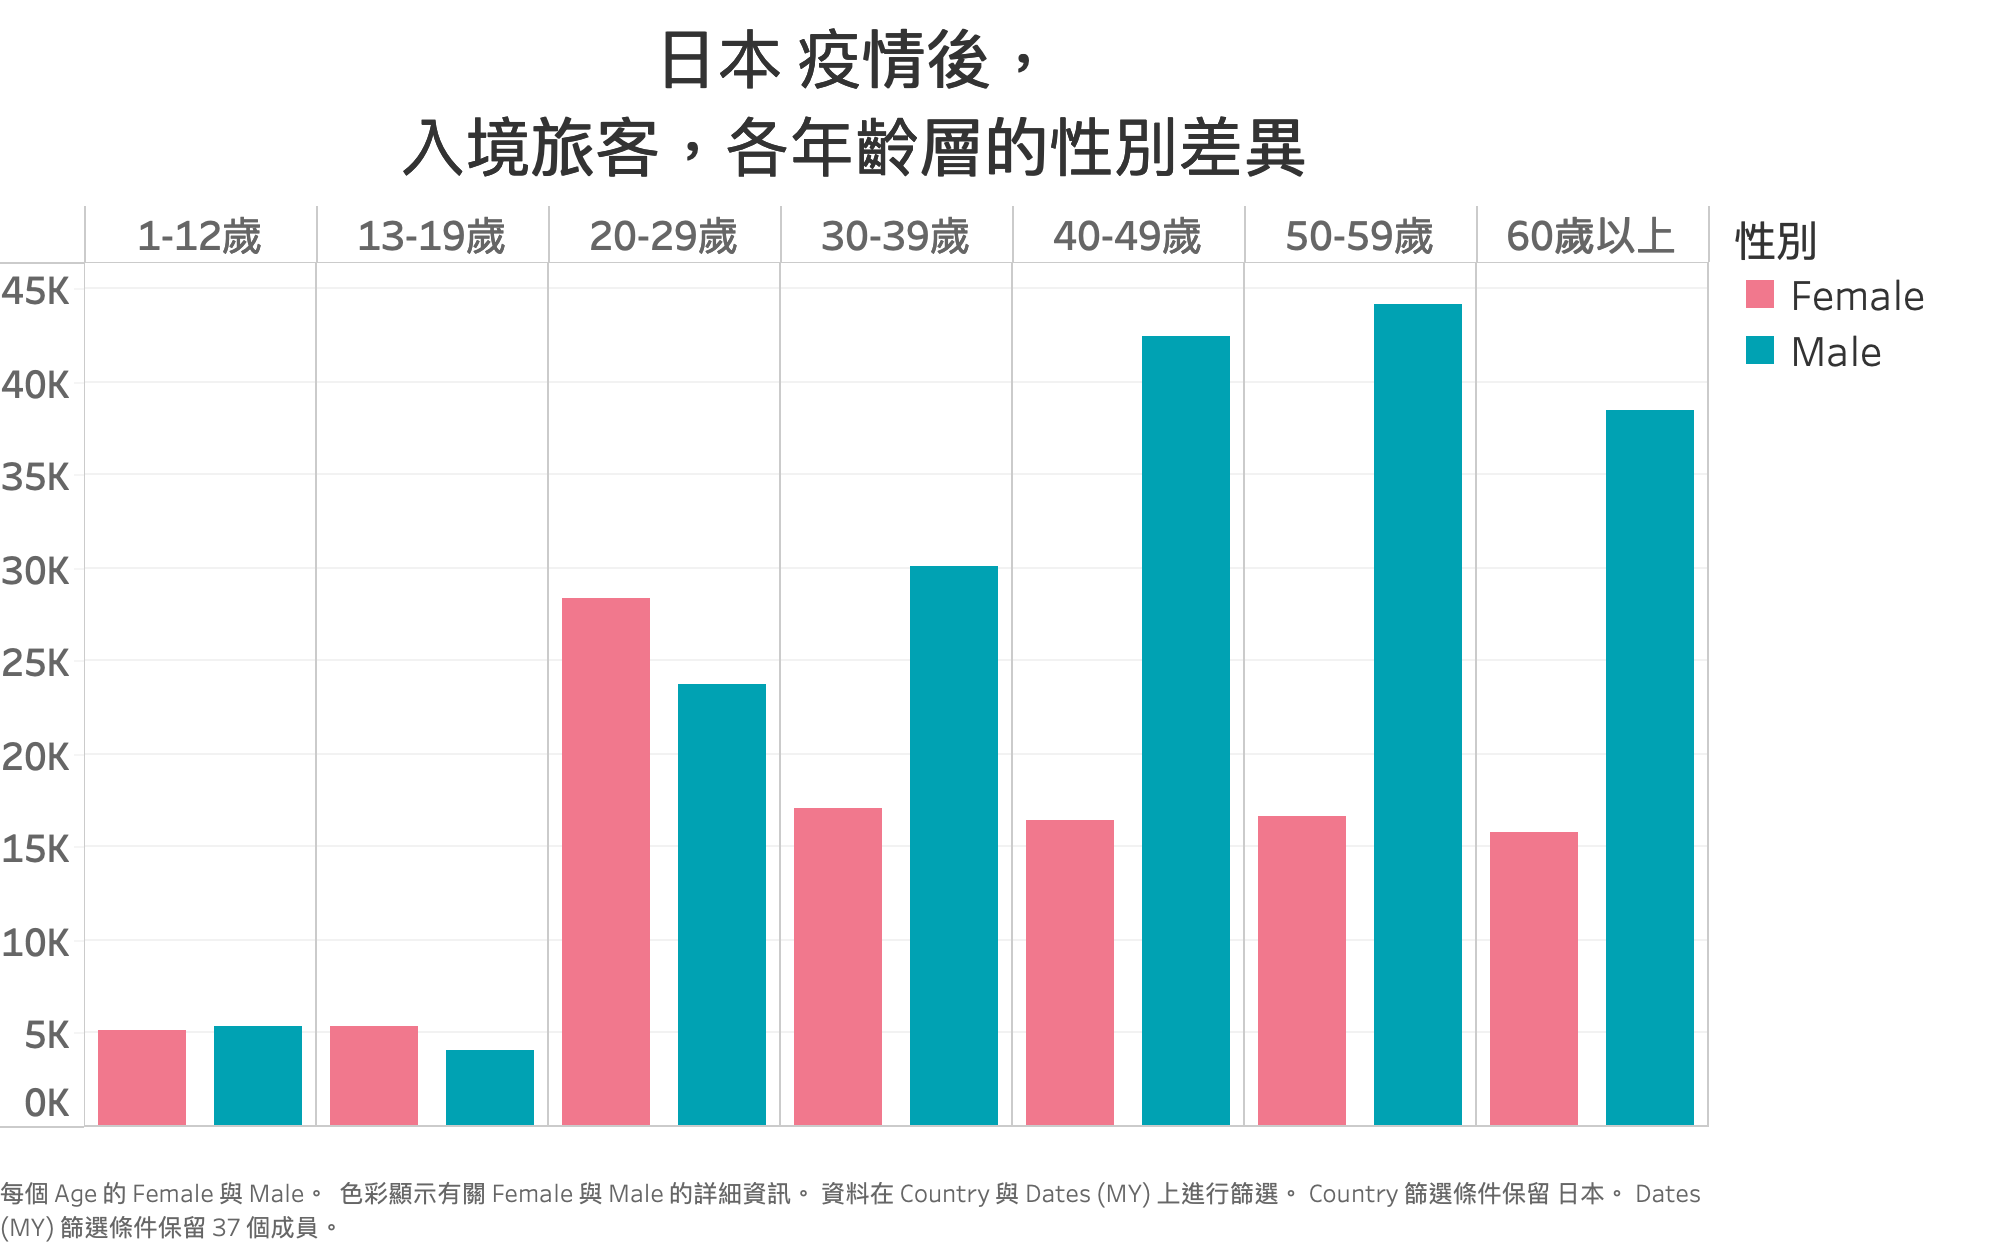 日本 疫情後，
入境旅客，各年齡層的性別差異
1-12歲 13-19歲 20-29歲 30-39歲 40-49歲 50-59歲 60歲以上
性別
Female
Male
45K
40K
35K
30K
25K
20K
15K
10K
5K
0K
每個 Age 的 Female 與 Male。 色彩顯示有關 Female 與 Male 的詳細資訊。 資料在 Country 與 Dates (MY) 上進行篩選。 Country 篩選條件保留 日本。 Dates
(MY) 篩選條件保留 37 個成員。